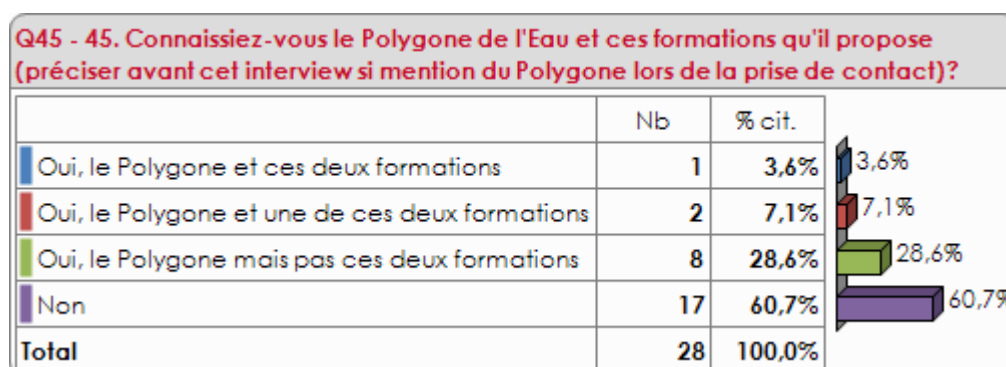 Q45 - 45. Connaissiez-vous le Polygone de l'Eau et ces formations qu'il propose
(préciser avant cet interview si mention du Polygone lors de la prise de contact)?
Nb % cit.
Oui, le Polygone et ces deux formations 1 3,6% 3,6%
Oui, le Polygone et une de ces deux formations 2 7,1% 7,1%
Oui, le Polygone mais pas ces deux formations 8 28,6% 28,6%
Non 17 60,7% 60,7%
Total 28 100,0%